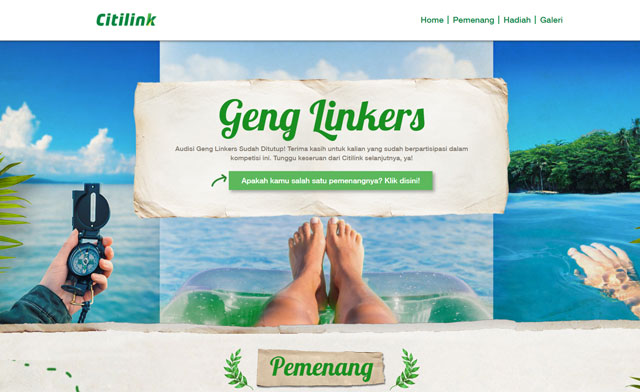 Citilink
Home | Pemenang | Hadiah | Galeri
Geng Linkers
Audisi Geng Linkers Sudah Ditutup! Terima kasih untuk kalian yang sudah berpartisipasi dalam
kompetisi ini. Tunggu keseruan dari Citilink selanjutnya, ya!
Apakah kamu salah satu pemenangnya? Klik disini!
Pemenang